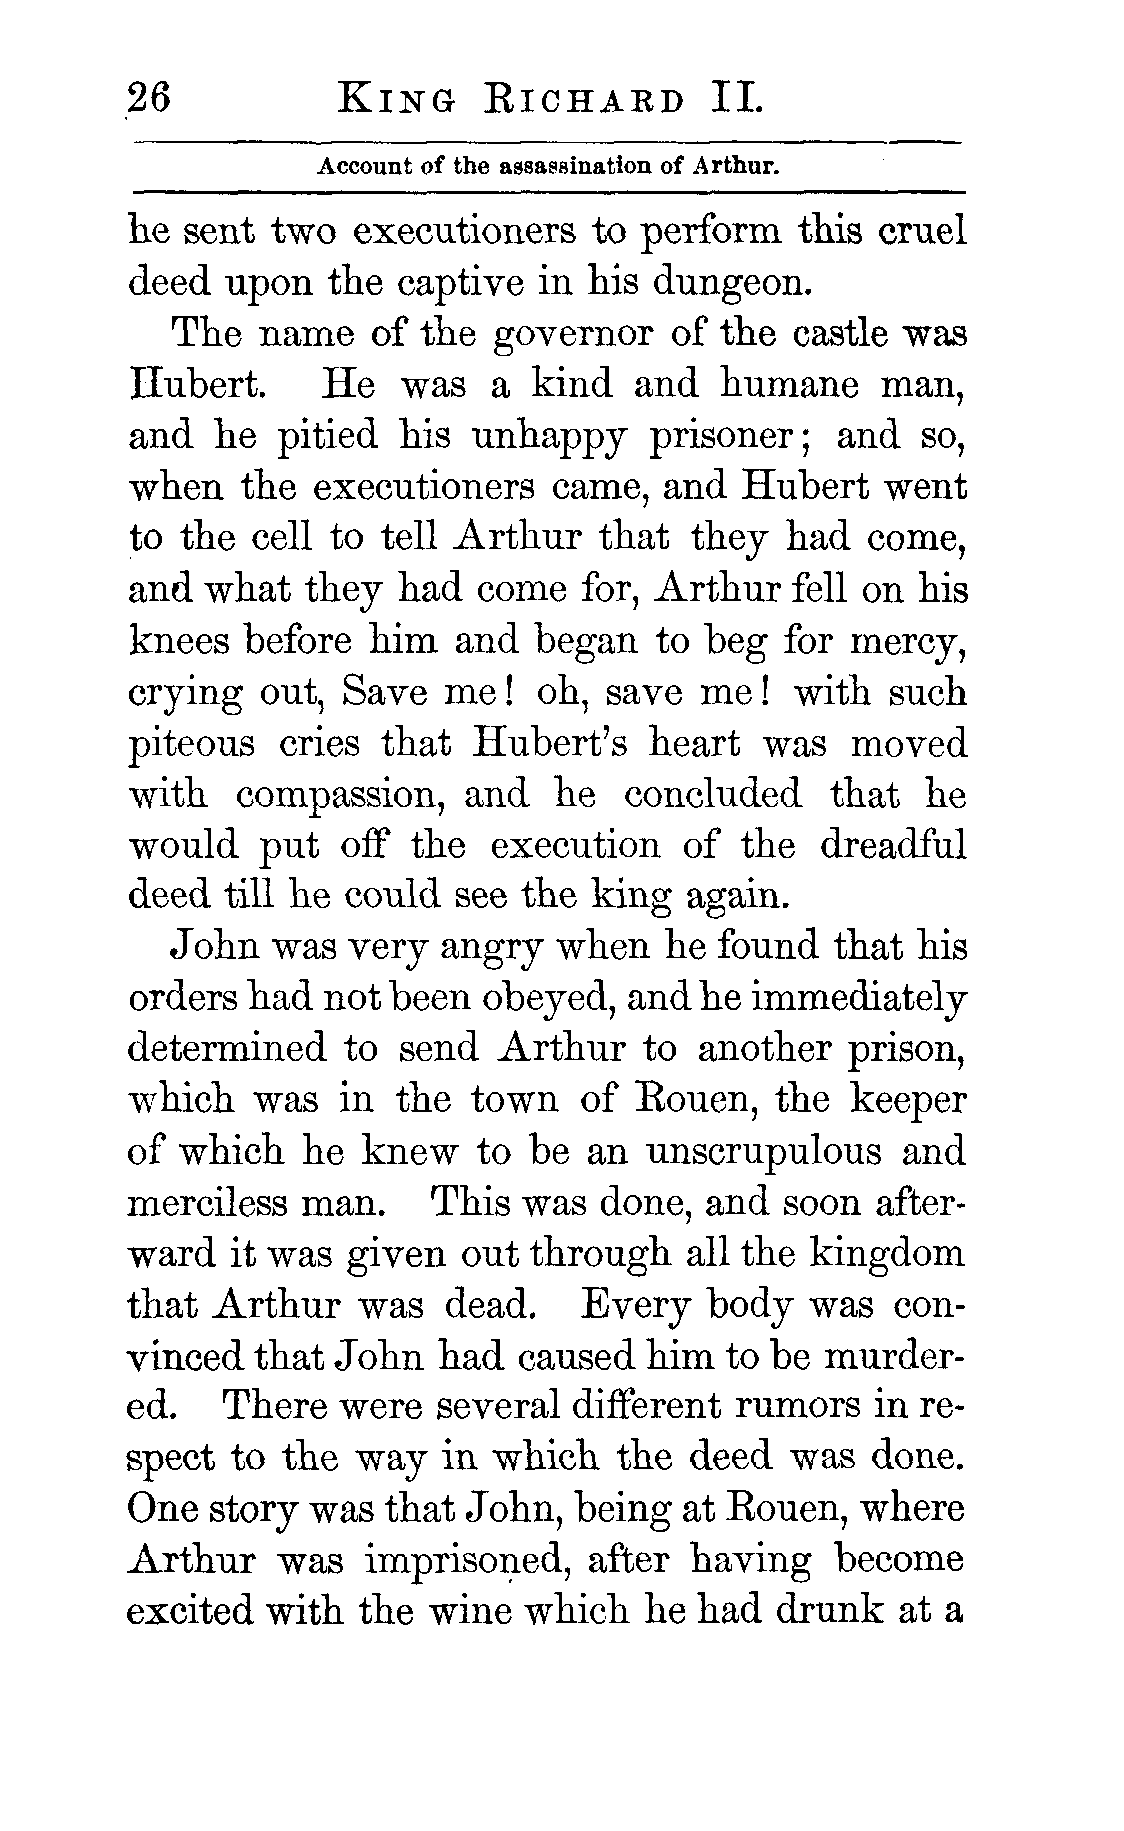 26 KING RICHARD II.
Account of the assassination of Arthur.
he sent two executioners to perform this cruel
deed upon the captive in his dungeon.
The name of the governor of the castle was
Hubert. He was a kind and humane man,
and he pitied his unhappy prisoner; and so,
when the executioners came, and Hubert went
to the cell to tell Arthur that they had come,
and what they had come for, Arthur fell on his
knees before him and began to beg for mercy,
crying out, Save me! oh, save me! with such
piteous cries that Hubert's heart was moved
with compassion, and he concluded that he
would put off the execution of the dreadful
deed till he could see the king again.
John was very angry when he found that his
orders had not been obeyed, and he immediately
determined to send Arthur to another prison,
which was in the town of Rouen, the keeper
of which he knew to be an unscrupulous and
merciless man. This was done, and soon after-
ward it was given out through all the kingdom
that Arthur was dead. Every body was con-
vinced that John had caused him to be murder-
ed. There were several different rumors in re-
spect to the way in which the deed was done.
One story was that John, being at Rouen, where
Arthur was imprisoned, after having become
excited with the wine which he had drunk at a